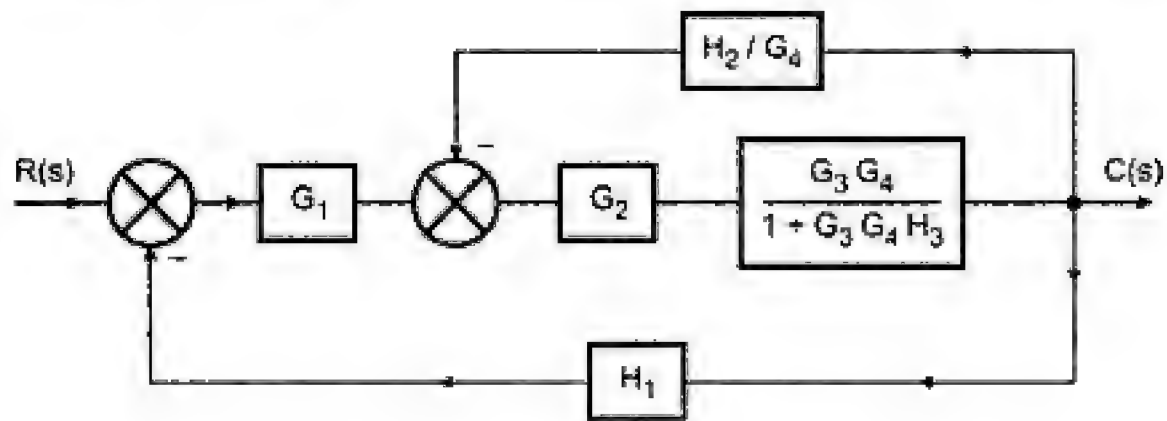 H₂ / G₄
−
R(s)
G₁
G₂
G₃ G₄
1 + G₃ G₄ H₃
C(s)
−
H₁